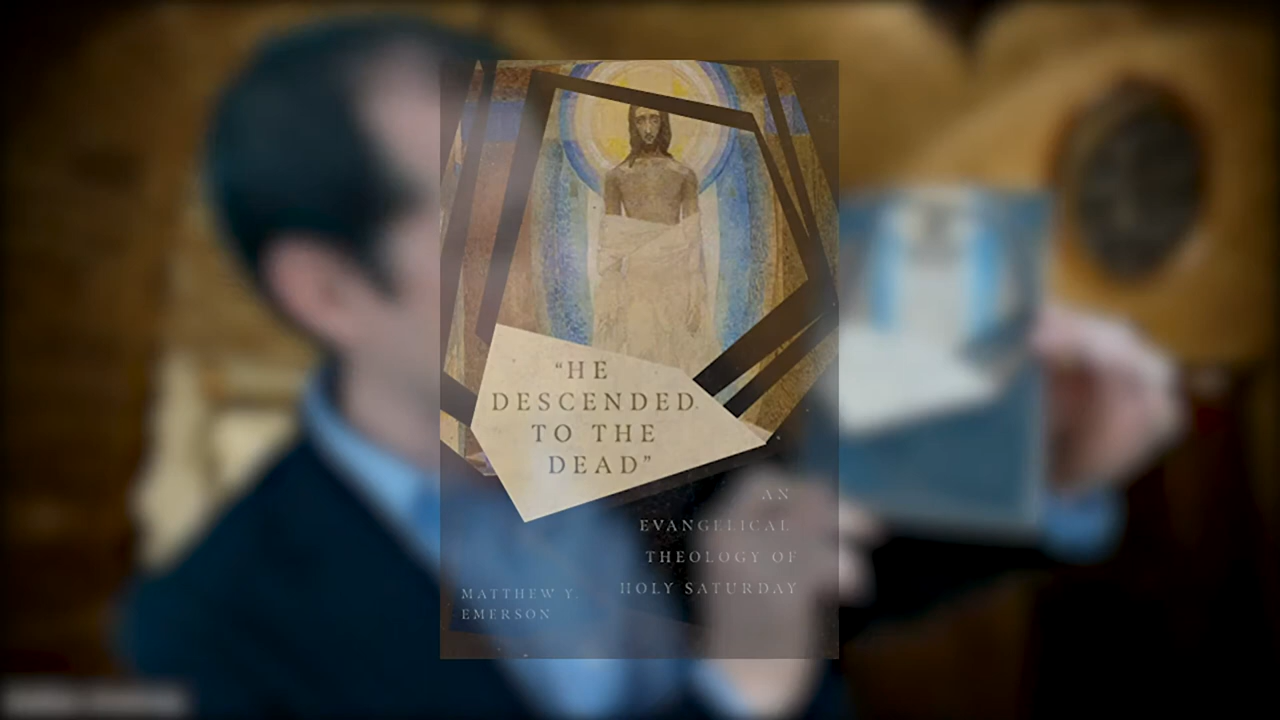 “HE
DESCENDED
TO THE
DEAD”
AN
EVANGELICAL
THEOLOGY OF
HOLY SATURDAY
MATTHEW Y.
EMERSON